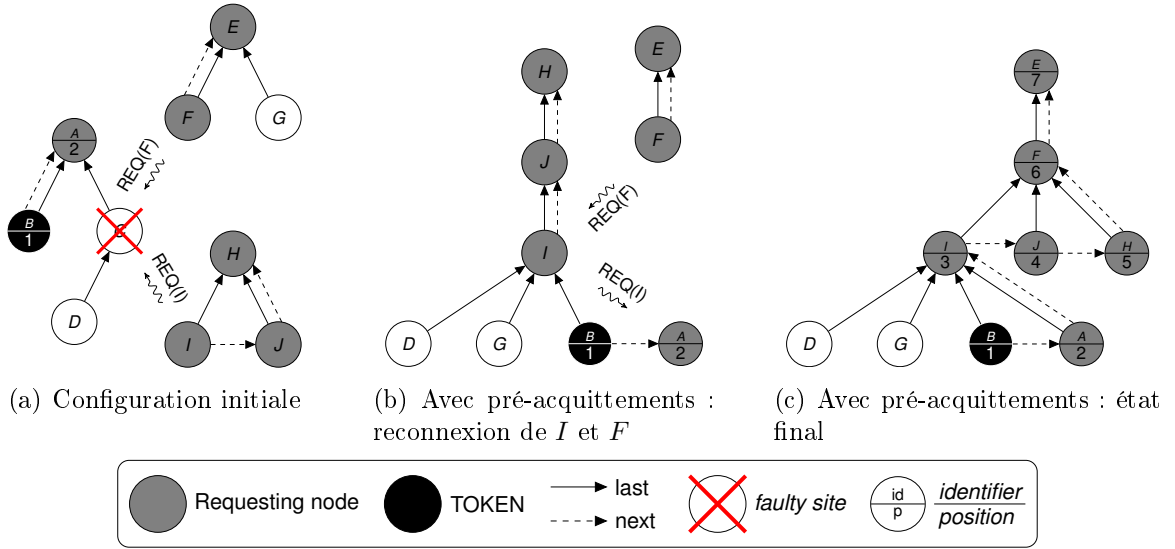 E
F
G
A
2
B
1
C
D
REQ(F)
REQ(I)
H
I
J
(a) Configuration initiale
H
E
J
F
REQ(F)
I
REQ(I)
D
G
B
1
A
2
(b) Avec pré-acquittements :
reconnexion de I et F
E
7
F
6
I
3
J
4
H
5
D
G
B
1
A
2
(c) Avec pré-acquittements : état
final
Requesting node
TOKEN
last
next
faulty site
id
p
identifier
position